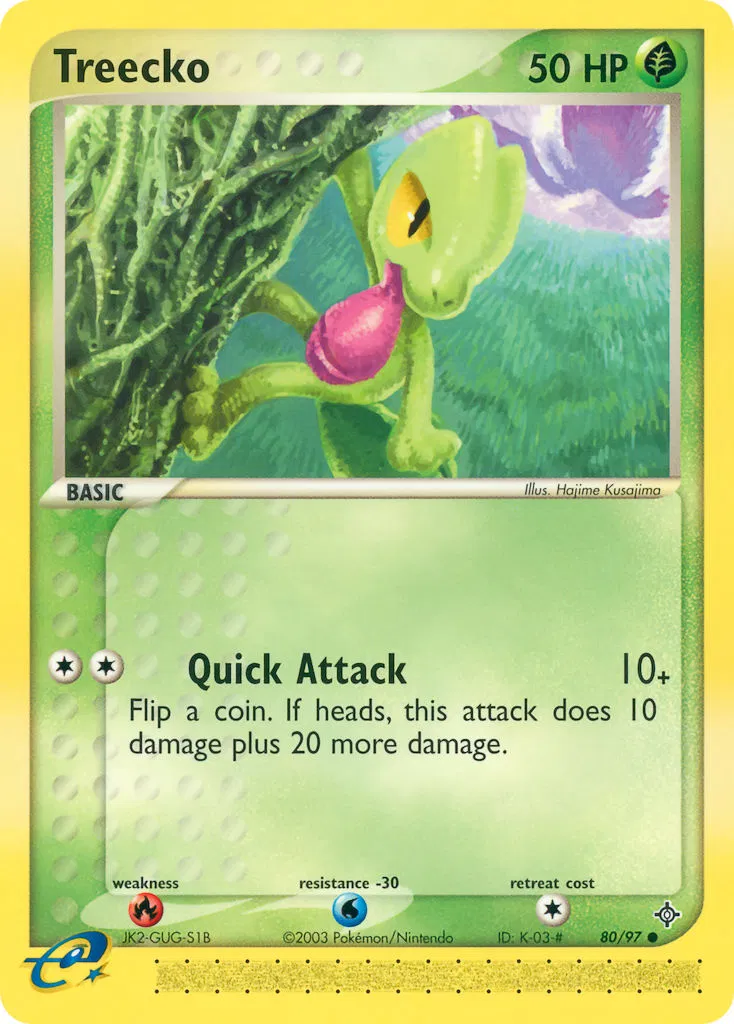 Treecko
50 HP
BASIC
Illus. Hajime Kusajima
Quick Attack 10+
Flip a coin. If heads, this attack does 10
damage plus 20 more damage.
weakness resistance -30 retreat cost
JK2-GUG-S1B ©2003 Pokémon/Nintendo ID: K-03-# 80/97
e